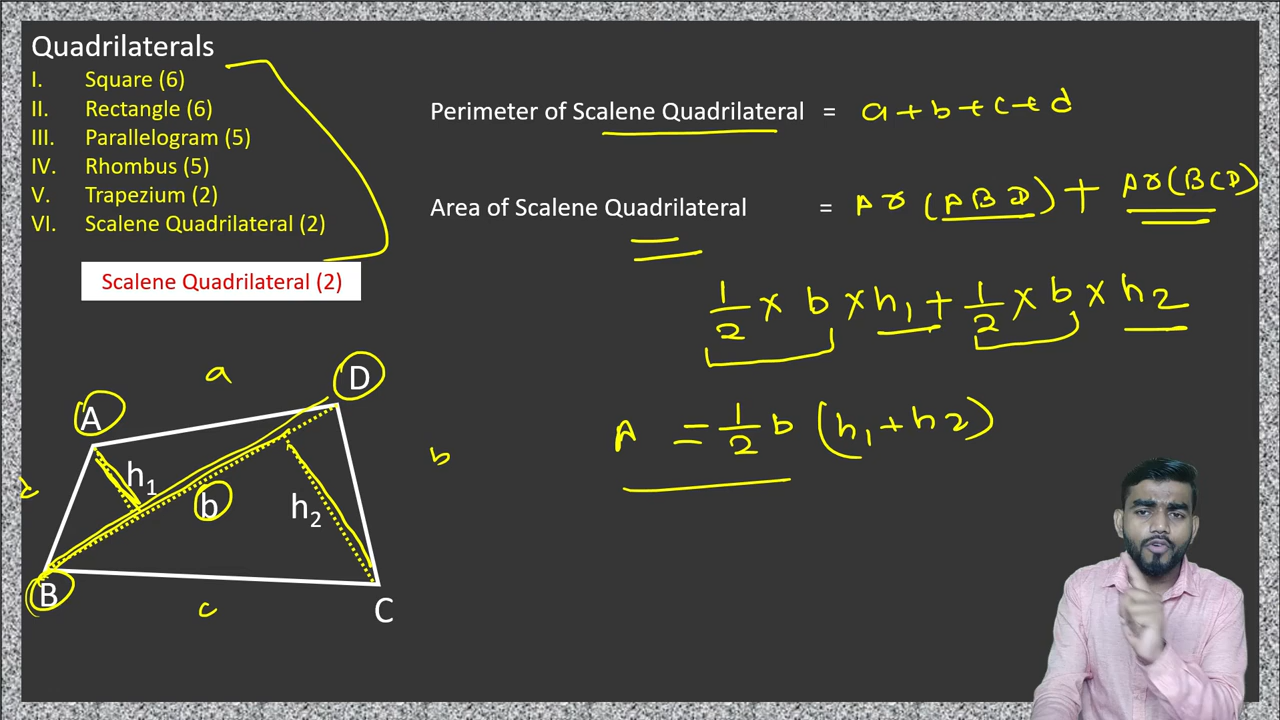 Quadrilaterals
I. Square (6)
II. Rectangle (6)
III. Parallelogram (5)
IV. Rhombus (5)
V. Trapezium (2)
VI. Scalene Quadrilateral (2)
Scalene Quadrilateral (2)
Perimeter of Scalene Quadrilateral = a+b+c+d
Area of Scalene Quadrilateral = Ar (ABD) + Ar(BCD)
1/2 × b × h₁ + 1/2 × b × h2
A = 1/2 b (h₁+h2)
a
D
A
h₁
b
b
h₂
d
B
c
C